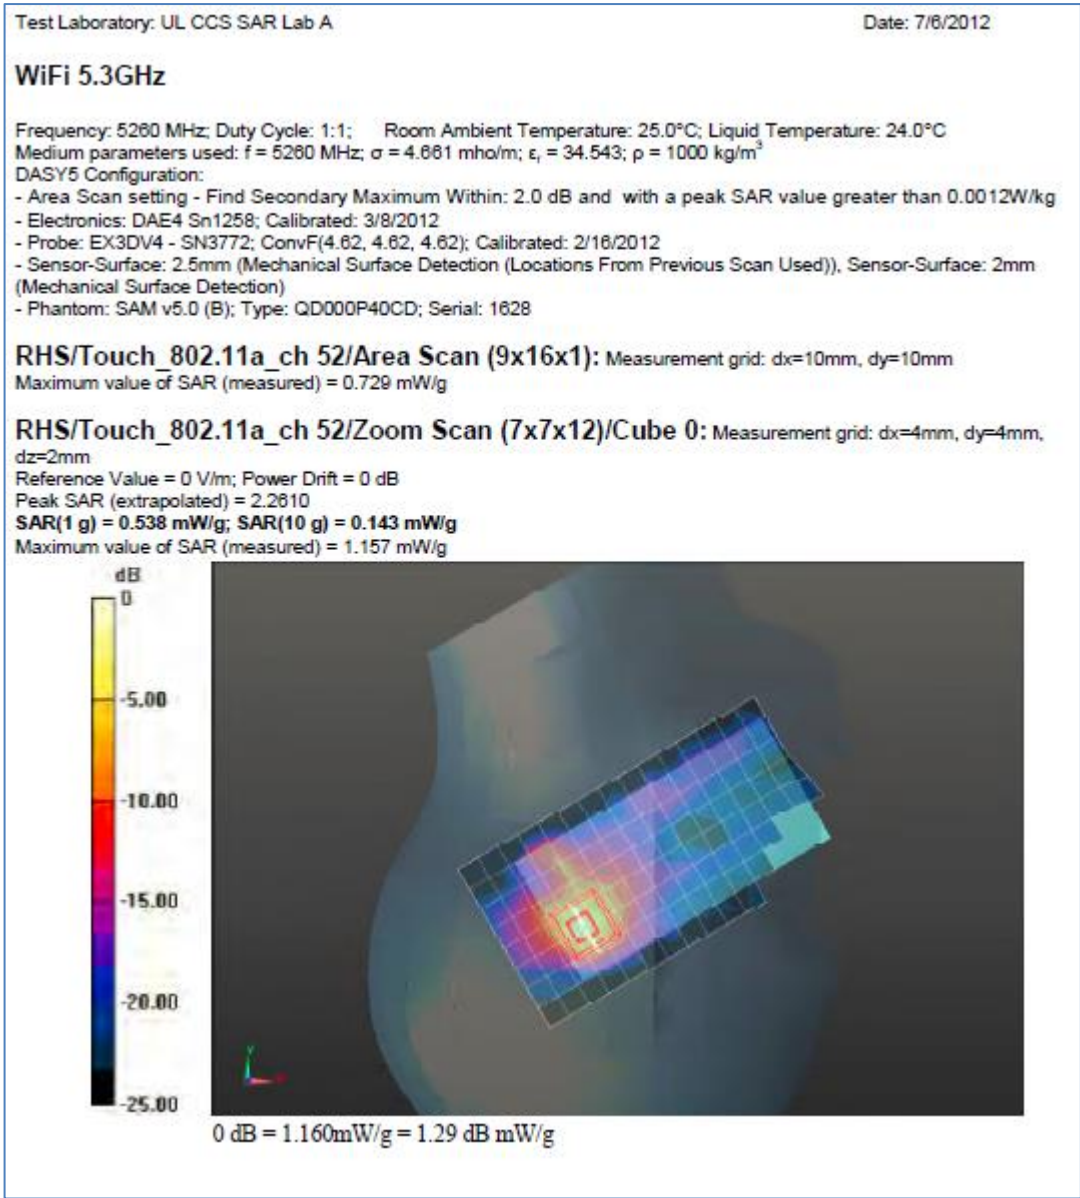 Test Laboratory: UL CCS SAR Lab A Date: 7/6/2012
WiFi 5.3GHz
Frequency: 5260 MHz; Duty Cycle: 1:1; Room Ambient Temperature: 25.0°C; Liquid Temperature: 24.0°C
Medium parameters used: f = 5260 MHz; σ = 4.661 mho/m; εr = 34.543; ρ = 1000 kg/m³
DASY5 Configuration:
- Area Scan setting - Find Secondary Maximum Within: 2.0 dB and with a peak SAR value greater than 0.0012W/kg
- Electronics: DAE4 Sn1258; Calibrated: 3/8/2012
- Probe: EX3DV4 - SN3772; ConvF(4.62, 4.62, 4.62); Calibrated: 2/16/2012
- Sensor-Surface: 2.5mm (Mechanical Surface Detection (Locations From Previous Scan Used)), Sensor-Surface: 2mm
(Mechanical Surface Detection)
- Phantom: SAM v5.0 (B); Type: QD000P40CD; Serial: 1628
RHS/Touch_802.11a_ch 52/Area Scan (9x16x1): Measurement grid: dx=10mm, dy=10mm
Maximum value of SAR (measured) = 0.729 mW/g
RHS/Touch_802.11a_ch 52/Zoom Scan (7x7x12)/Cube 0: Measurement grid: dx=4mm, dy=4mm,
dz=2mm
Reference Value = 0 V/m; Power Drift = 0 dB
Peak SAR (extrapolated) = 2.2610
SAR(1 g) = 0.538 mW/g; SAR(10 g) = 0.143 mW/g
Maximum value of SAR (measured) = 1.157 mW/g
dB
0
-5.00
-10.00
-15.00
-20.00
-25.00
0 dB = 1.160mW/g = 1.29 dB mW/g